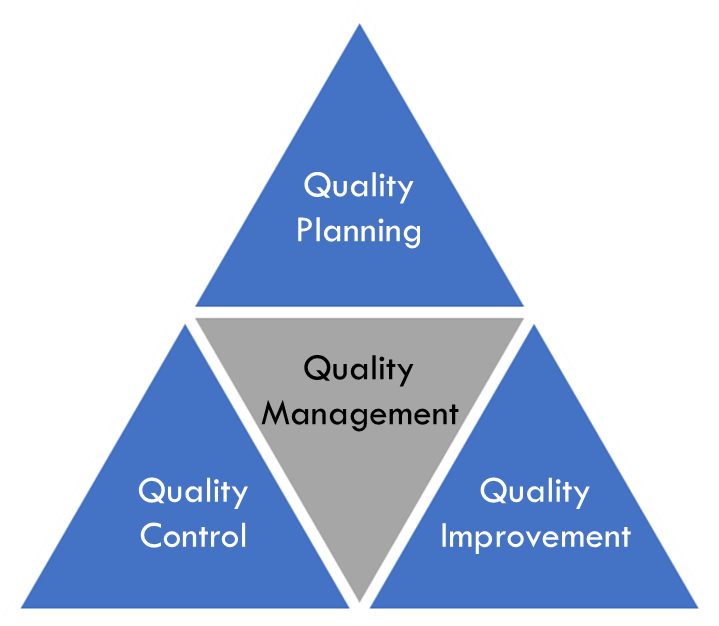 Quality
Planning
Quality
Management
Quality
Control
Quality
Improvement